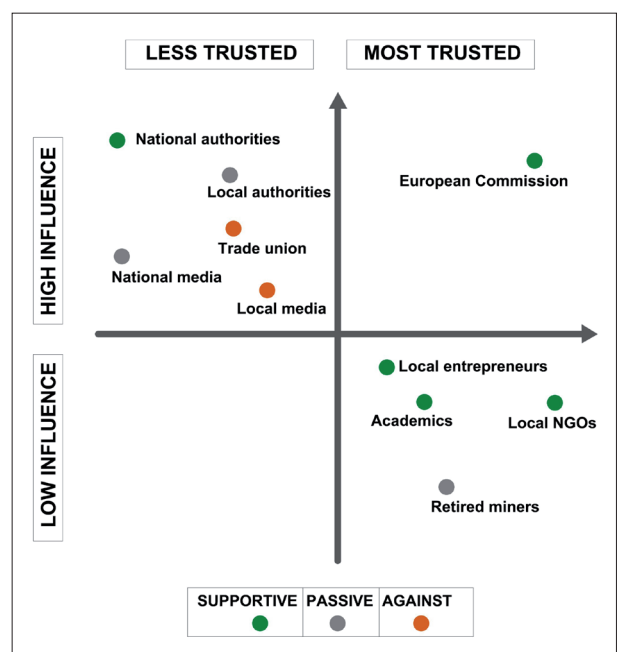 LESS TRUSTED
MOST TRUSTED
HIGH INFLUENCE
National authorities
European Commission
Local authorities
Trade union
National media
Local media
LOW INFLUENCE
Local entrepreneurs
Academics
Local NGOs
Retired miners
SUPPORTIVE
PASSIVE
AGAINST